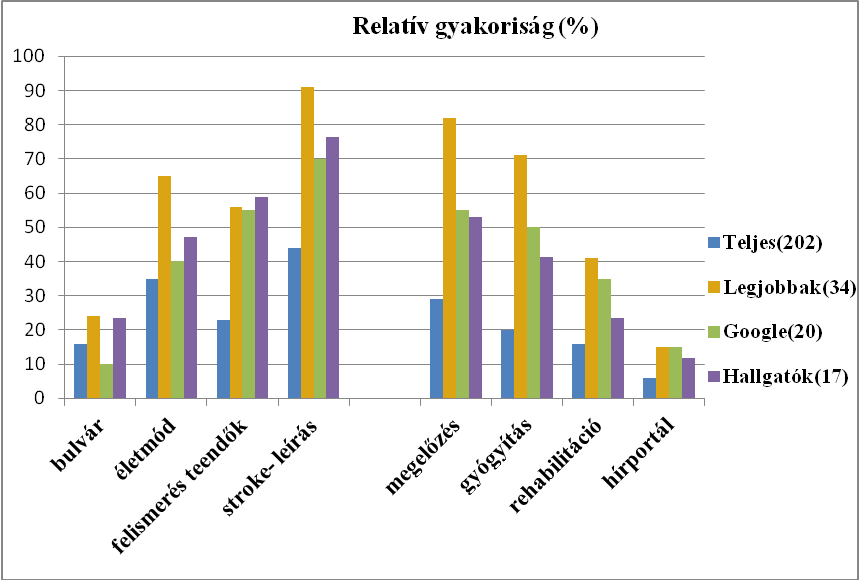 Relatív gyakoriság (%)
100
90
80
70
60
50
40
30
20
10
0
bulvár
életmód
felismerés teendők
stroke- leírás
megelőzés
gyógyítás
rehabilitáció
hírportál
Teljes(202)
Legjobbak(34)
Google(20)
Hallgatók(17)